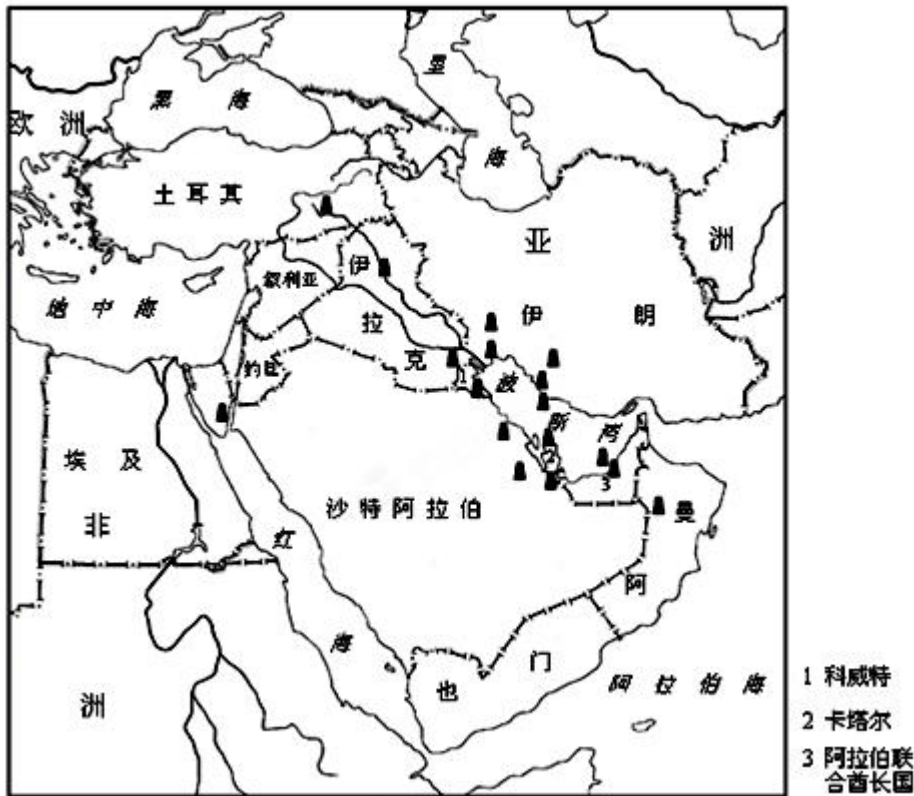 里
海
黑 海
欧 洲
土 耳 其
亚 洲
叙利亚
伊
拉
克
地 中 海
伊 朗
约旦
1
波
斯 湾
2
3
埃 及
沙 特 阿 拉 伯
曼
阿
非
洲
红
海
门
也
阿 拉 伯 海
1 科威特
2 卡塔尔
3 阿拉伯联
合酋长国